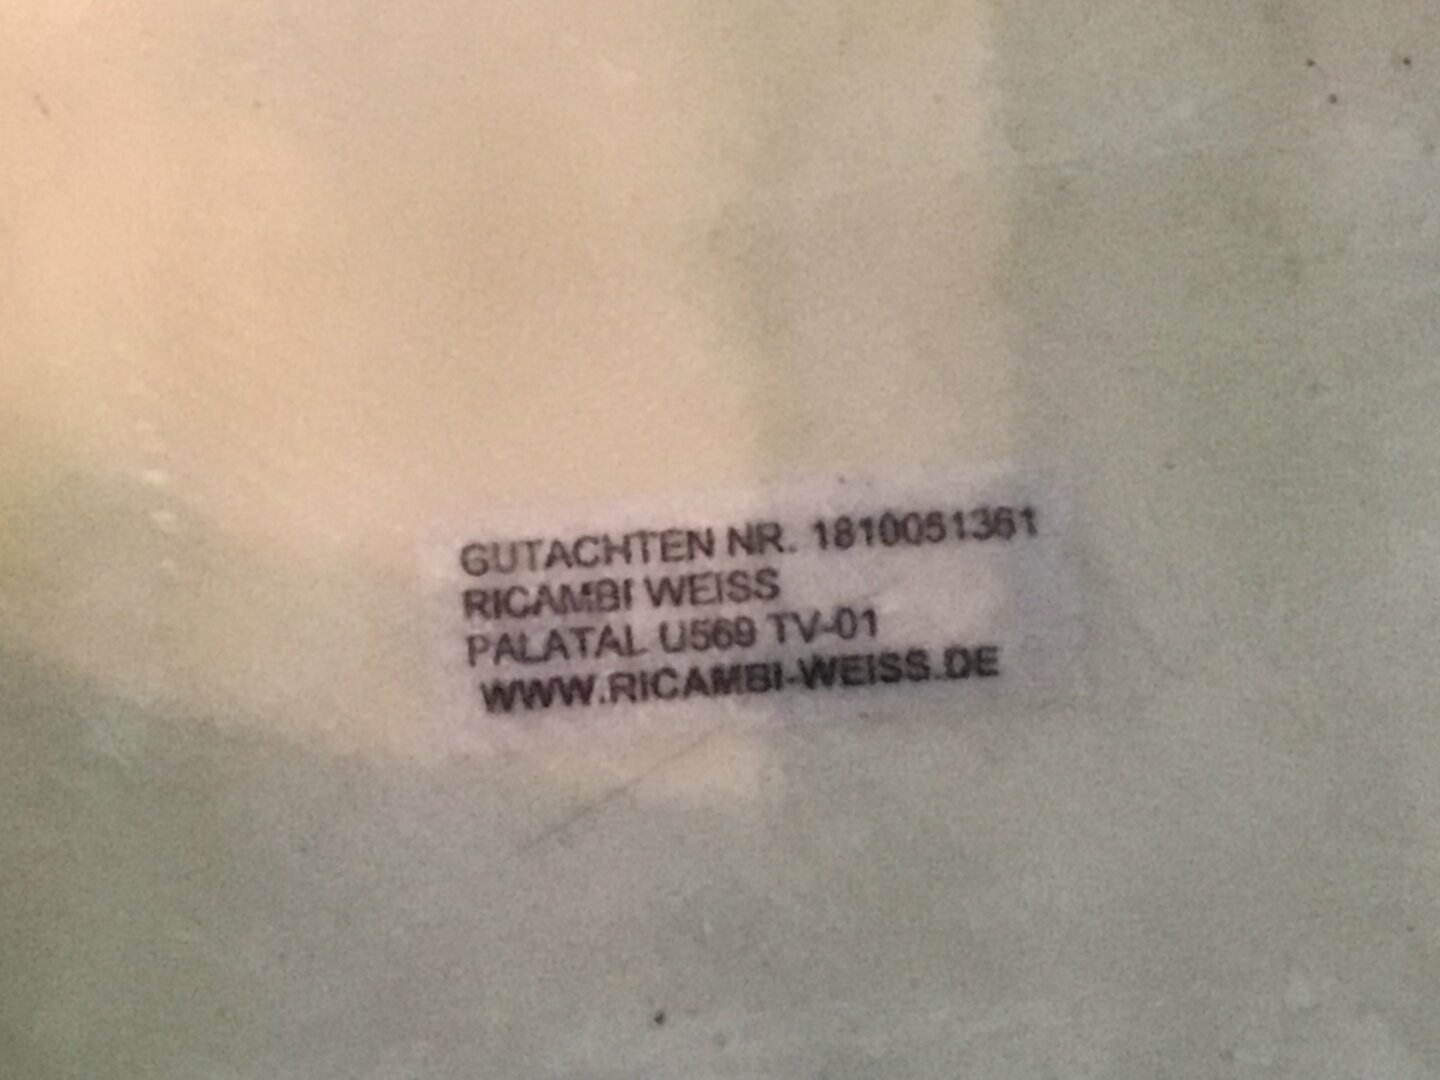 GUTACHTEN NR. 1810051361
RICAMBI WEISS
PALATAL U569 TV-01
WWW.RICAMBI-WEISS.DE